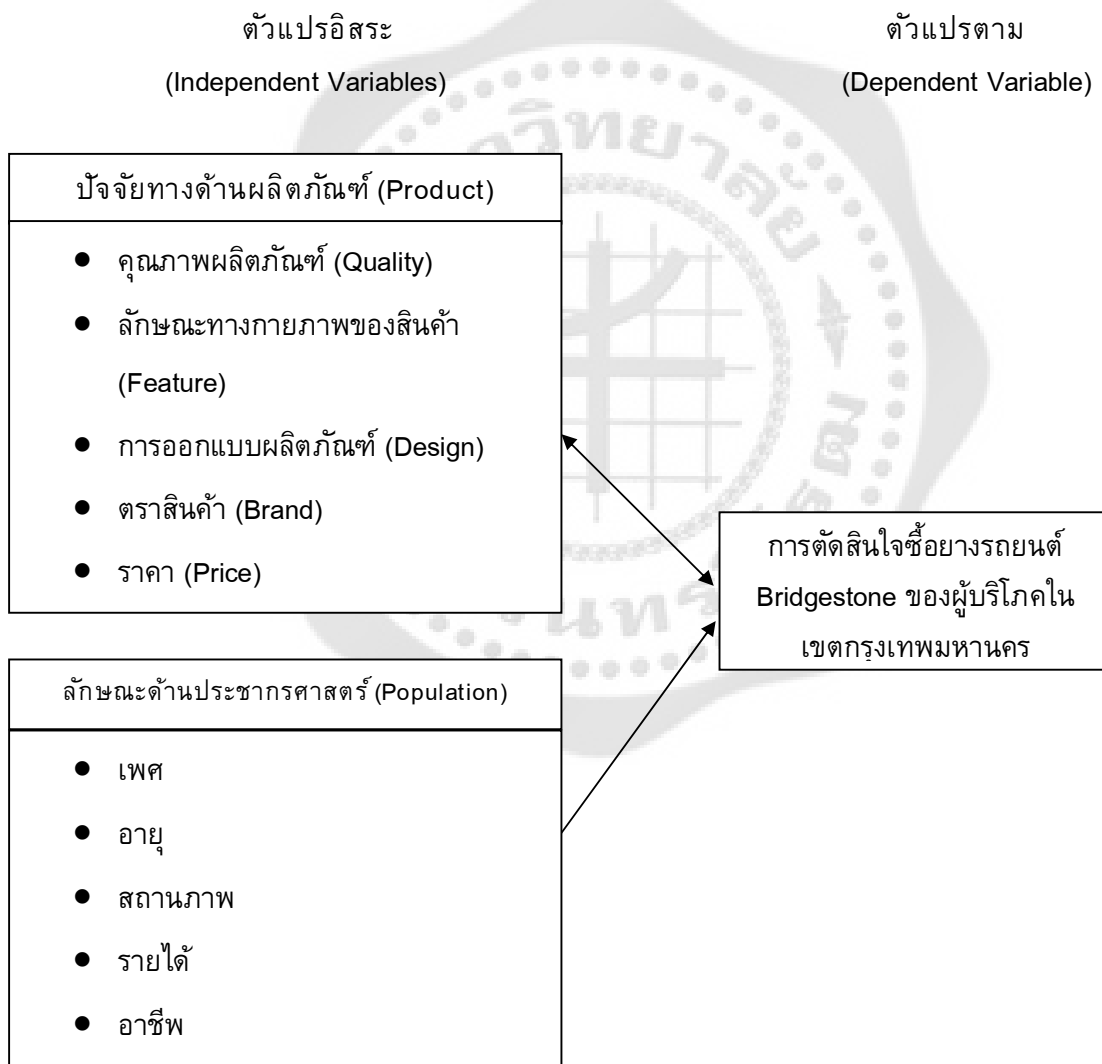 ตัวแปรอิสระ
(Independent Variables)
ตัวแปรตาม
(Dependent Variable)
ปัจจัยทางด้านผลิตภัณฑ์ (Product)
● คุณภาพผลิตภัณฑ์ (Quality)
● ลักษณะทางกายภาพของสินค้า
(Feature)
● การออกแบบผลิตภัณฑ์ (Design)
● ตราสินค้า (Brand)
● ราคา (Price)
การตัดสินใจซื้อยางรถยนต์
Bridgestone ของผู้บริโภคใน
เขตกรุงเทพมหานคร
ลักษณะด้านประชากรศาสตร์ (Population)
● เพศ
● อายุ
● สถานภาพ
● รายได้
● อาชีพ